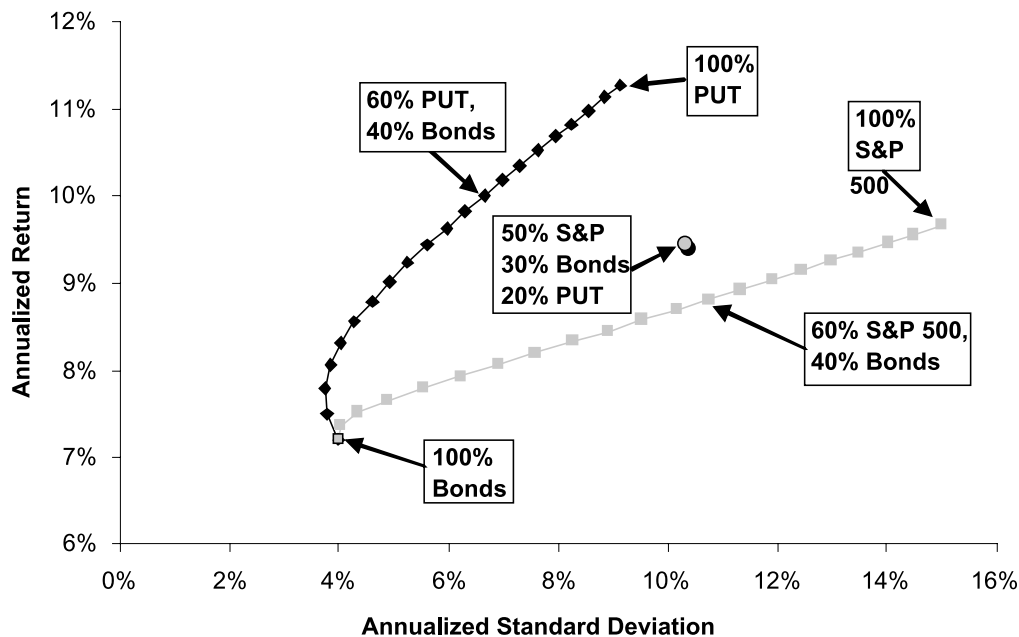 12%
11%
10%
9%
8%
7%
6%
Annualized Return
100%
PUT
60% PUT,
40% Bonds
100%
S&P
500
50% S&P
30% Bonds
20% PUT
60% S&P 500,
40% Bonds
100%
Bonds
0% 2% 4% 6% 8% 10% 12% 14% 16%
Annualized Standard Deviation